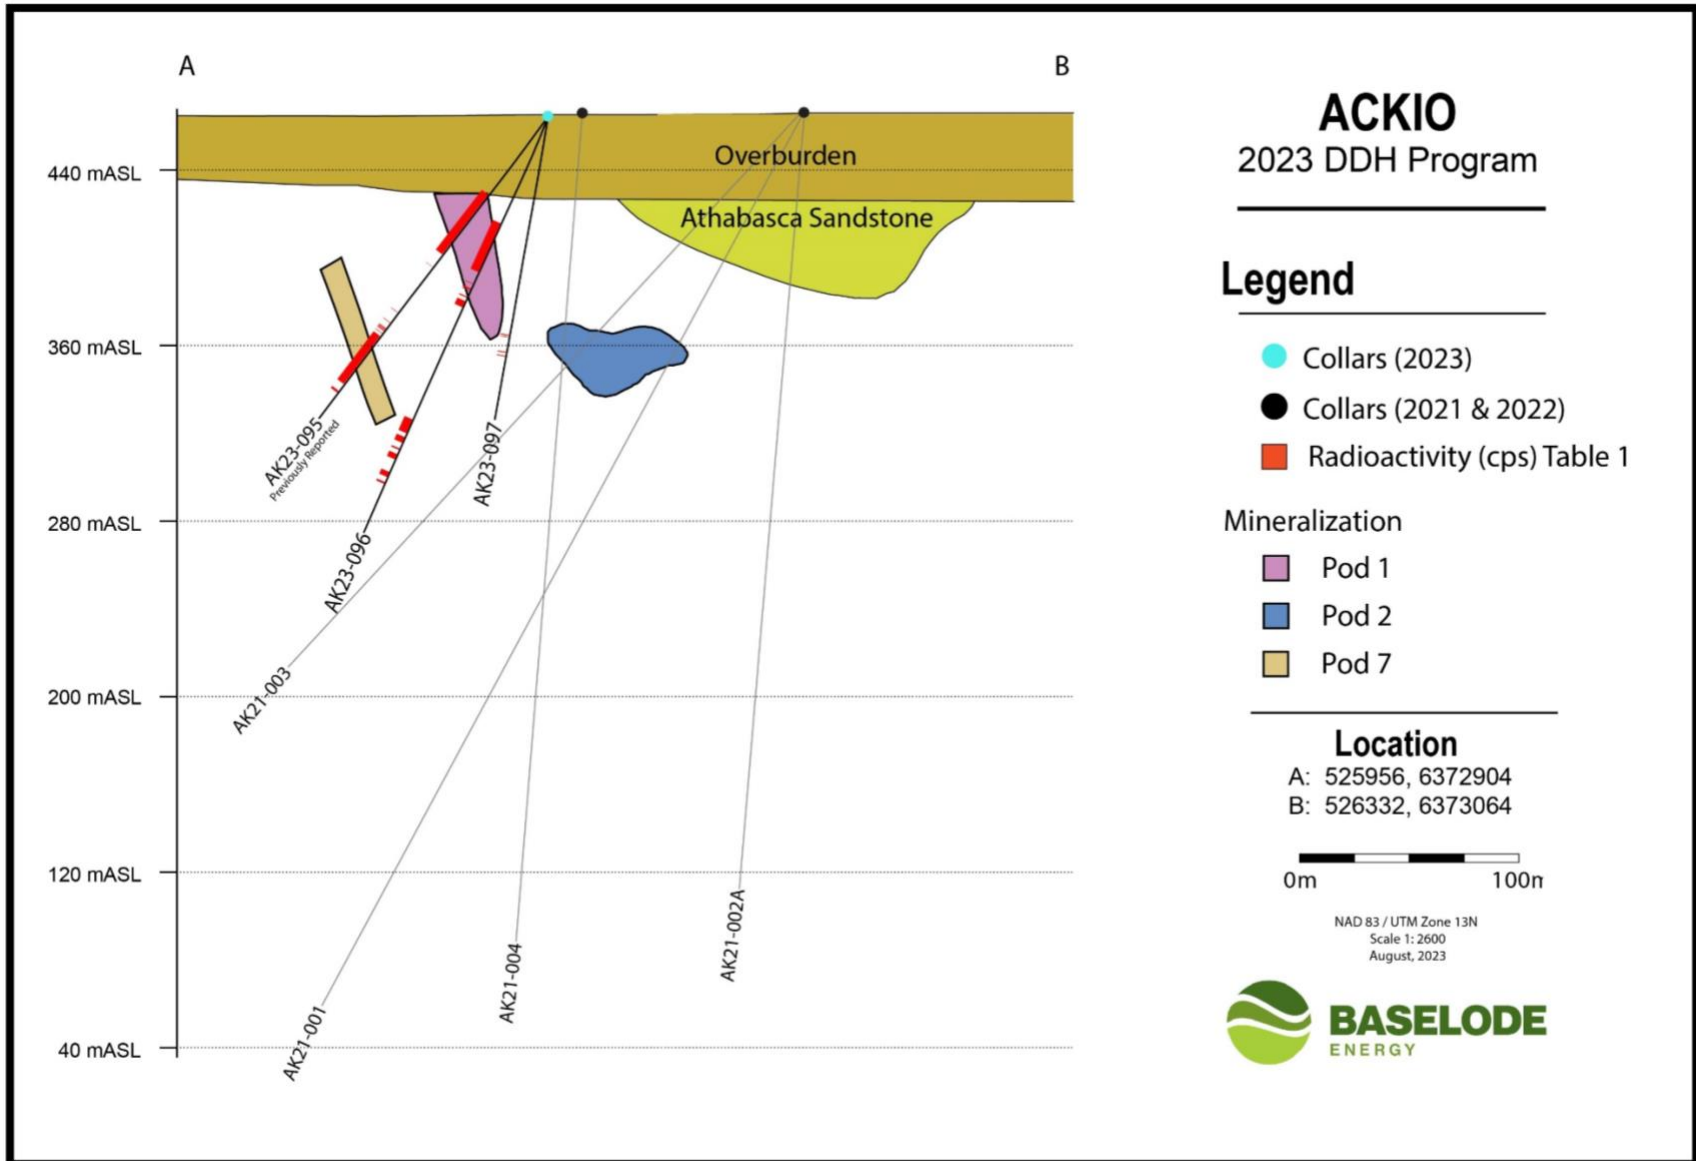 A
B
ACKIO
2023 DDH Program
Overburden
440 mASL
Athabasca Sandstone
Legend
360 mASL
Collars (2023)
Collars (2021 & 2022)
Radioactivity (cps) Table 1
AK23-095
Previously Reported
AK23-097
280 mASL
Mineralization
AK23-096
Pod 1
Pod 2
Pod 7
AK21-003
200 mASL
Location
A: 525956, 6372904
B: 526332, 6373064
120 mASL
0m
100m
NAD 83 / UTM Zone 13N
Scale 1: 2600
August, 2023
AK21-002A
AK21-004
AK21-001
BASELODE
ENERGY
40 mASL